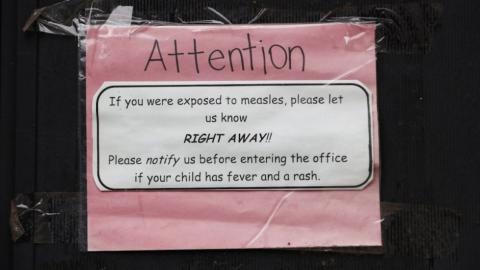 Attention
If you were exposed to measles, please let
us know
RIGHT AWAY!!
Please notify us before entering the office
if your child has fever and a rash.